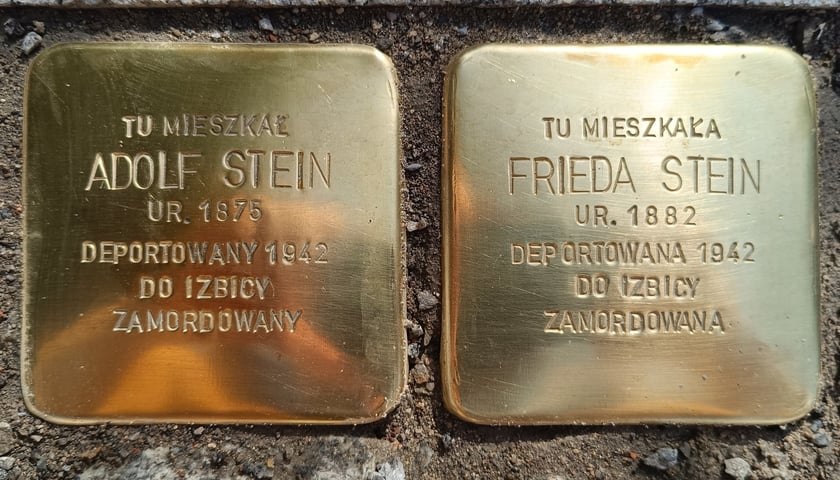 TU MIESZKAŁ
ADOLF STEIN
UR. 1875
DEPORTOWANY 1942
DO IZBICY
ZAMORDOWANY
TU MIESZKAŁA
FRIEDA STEIN
UR. 1882
DEPORTOWANA 1942
DO IZBICY
ZAMORDOWANA